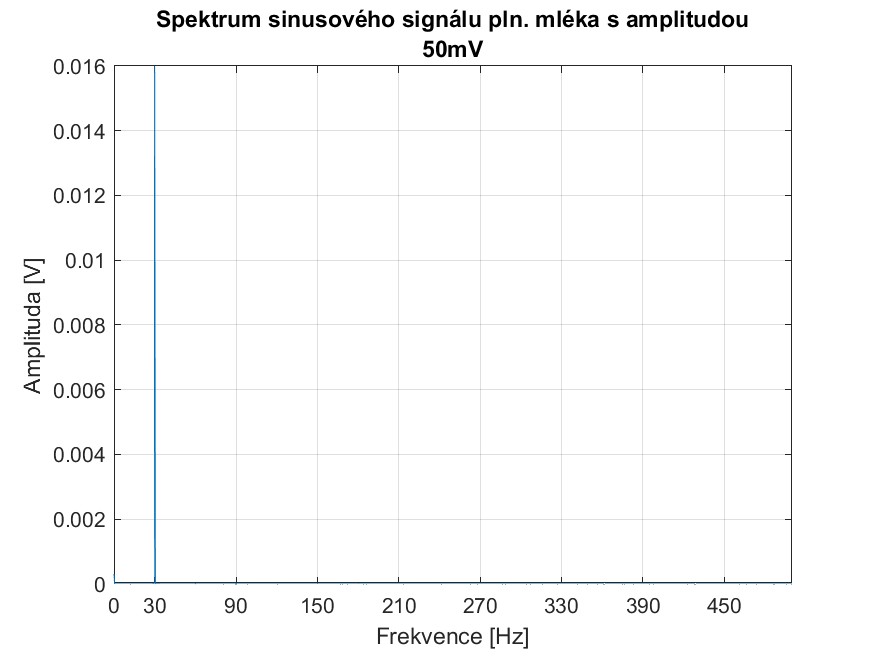 Spektrum sinusového signálu pln. mléka s amplitudou
50mV
0.016
0.014
0.012
0.01
0.008
0.006
0.004
0.002
0
Amplituda [V]
0 30 90 150 210 270 330 390 450
Frekvence [Hz]